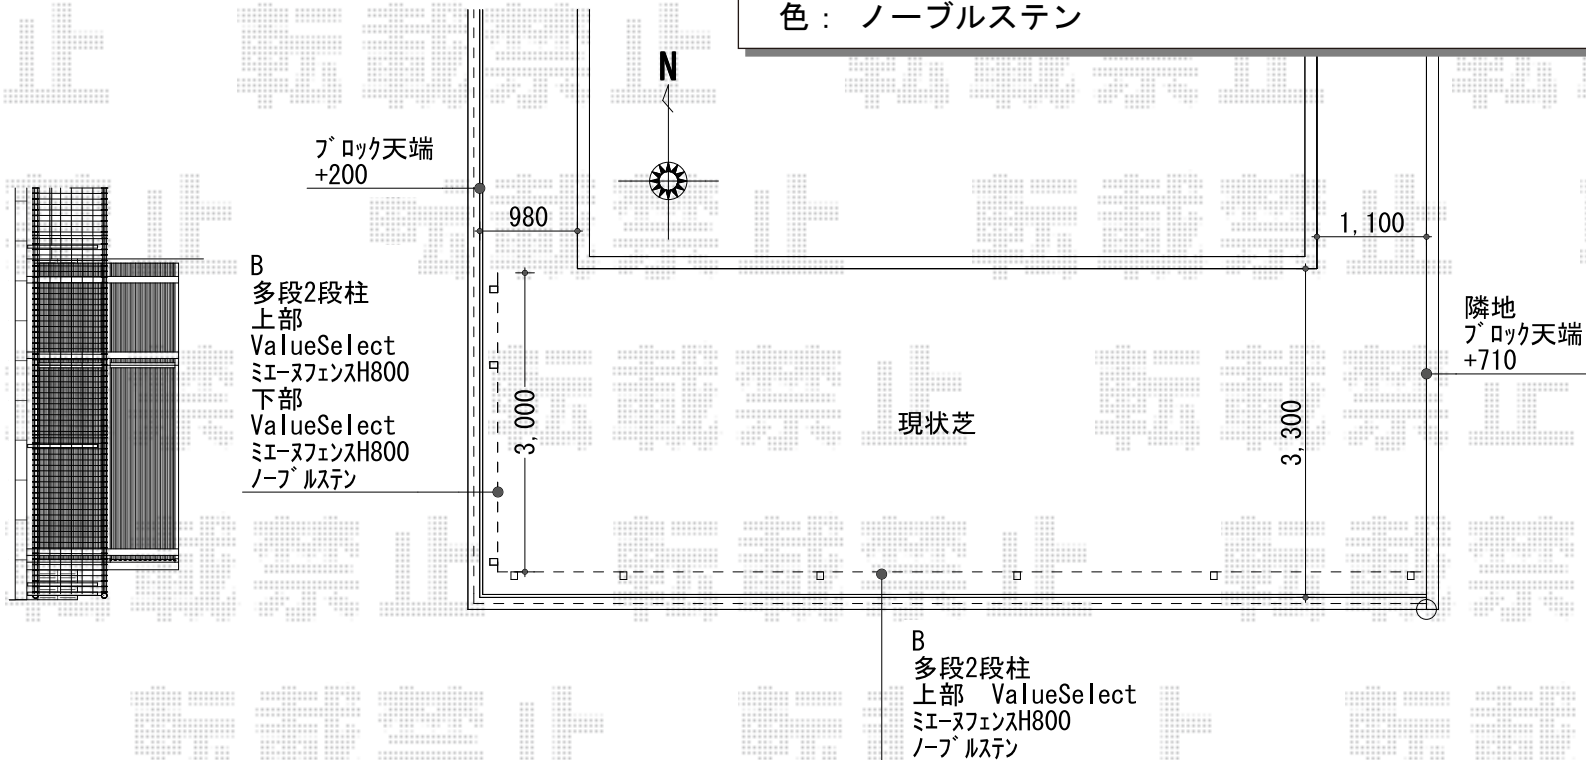 色： ノーブルステン
N
ブロック天端
+200
980
1,100
B
多段2段柱
上部
ValueSelect
ミエーヌフェンスH800
下部
ValueSelect
ミエーヌフェンスH800
ノーブルステン
3,000
現状芝
3,300
隣地
ブロック天端
+710
B
多段2段柱
上部 ValueSelect
ミエーヌフェンスH800
ノーブルステン
転載禁止